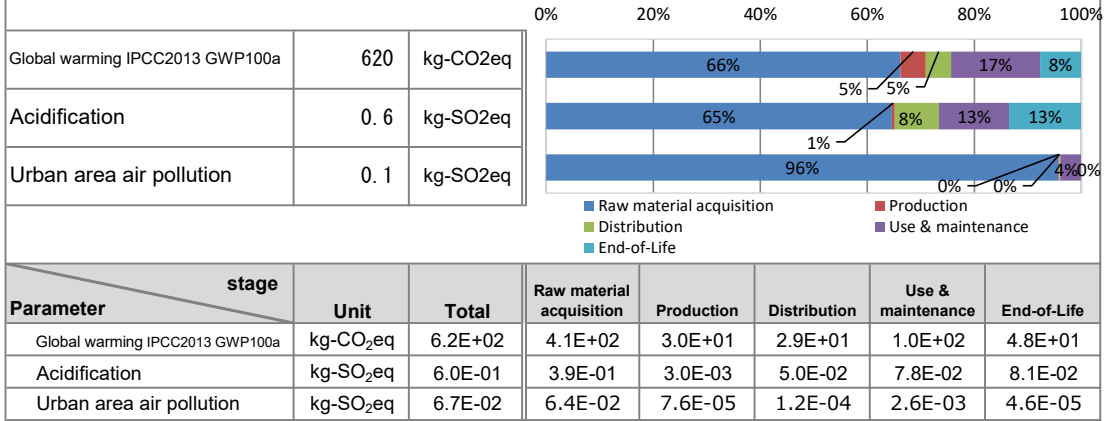 0% 20% 40% 60% 80% 100%
Global warming IPCC2013 GWP100a 620 kg-CO2eq 66% 5% 5% 17% 8%
Acidification 0.6 kg-SO2eq 65% 1% 8% 13% 13%
Urban area air pollution 0.1 kg-SO2eq 96% 0% 0% 4% 0%
Raw material acquisition Production
Distribution Use & maintenance
End-of-Life
stage
Parameter Unit Total Raw material acquisition Production Distribution Use & maintenance End-of-Life
Global warming IPCC2013 GWP100a kg-CO₂eq 6.2E+02 4.1E+02 3.0E+01 2.9E+01 1.0E+02 4.8E+01
Acidification kg-SO₂eq 6.0E-01 3.9E-01 3.0E-03 5.0E-02 7.8E-02 8.1E-02
Urban area air pollution kg-SO₂eq 6.7E-02 6.4E-02 7.6E-05 1.2E-04 2.6E-03 4.6E-05